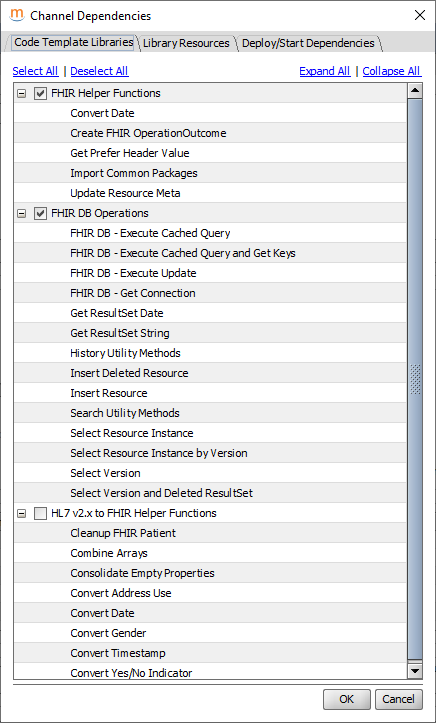 Channel Dependencies
Code Template Libraries Library Resources Deploy/Start Dependencies
Select All | Deselect All Expand All | Collapse All
FHIR Helper Functions
Convert Date
Create FHIR OperationOutcome
Get Prefer Header Value
Import Common Packages
Update Resource Meta
FHIR DB Operations
FHIR DB - Execute Cached Query
FHIR DB - Execute Cached Query and Get Keys
FHIR DB - Execute Update
FHIR DB - Get Connection
Get ResultSet Date
Get ResultSet String
History Utility Methods
Insert Deleted Resource
Insert Resource
Search Utility Methods
Select Resource Instance
Select Resource Instance by Version
Select Version
Select Version and Deleted ResultSet
HL7 v2.x to FHIR Helper Functions
Cleanup FHIR Patient
Combine Arrays
Consolidate Empty Properties
Convert Address Use
Convert Date
Convert Gender
Convert Timestamp
Convert Yes/No Indicator
OK Cancel